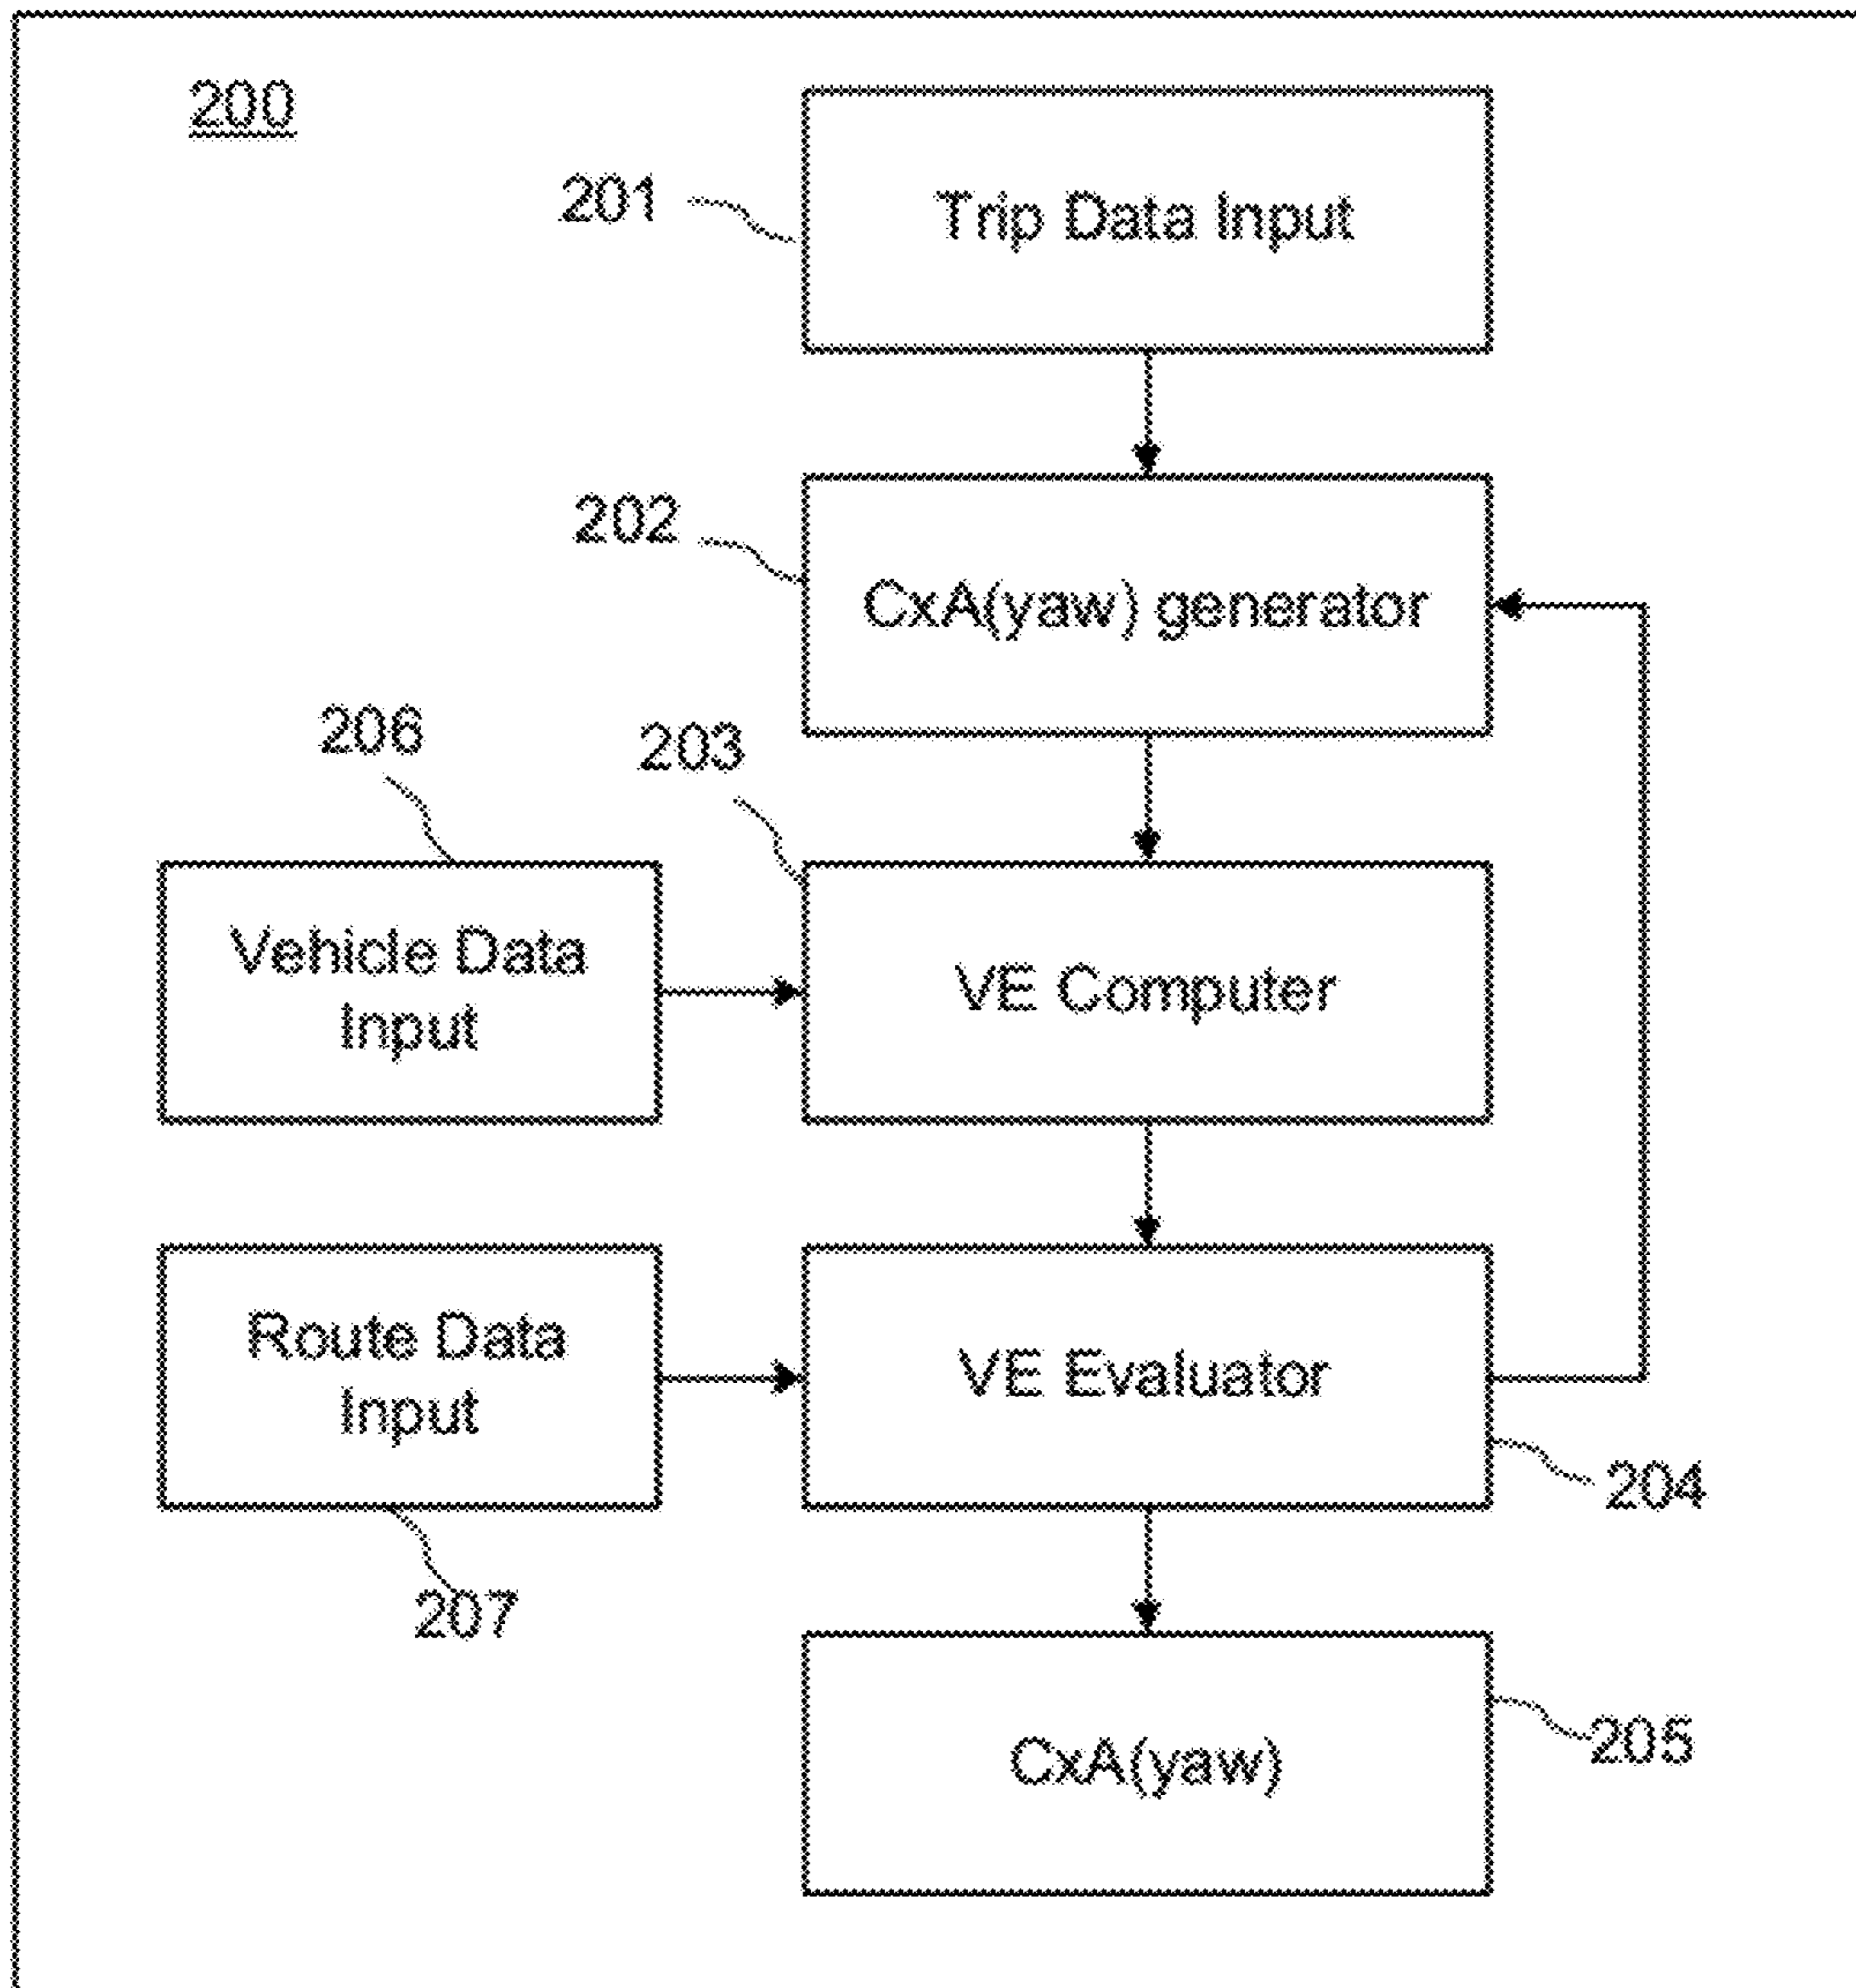 200
201
Trip Data Input
202
CxA(yaw) generator
206
203
Vehicle Data
Input
VE Computer
Route Data
Input
VE Evaluator
204
207
205
CxA(yaw)